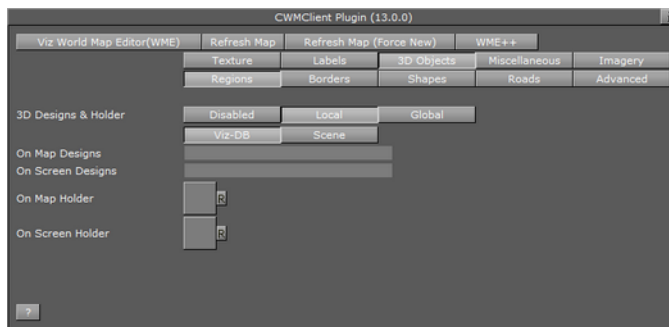 CWMClient Plugin (13.0.0)
Viz World Map Editor(WME) Refresh Map Refresh Map (Force New) WME++
Texture Labels 3D Objects Miscellaneous Imagery
Regions Borders Shapes Roads Advanced
3D Designs & Holder Disabled Local Global
Viz-DB Scene
On Map Designs
On Screen Designs
On Map Holder R
On Screen Holder R
?